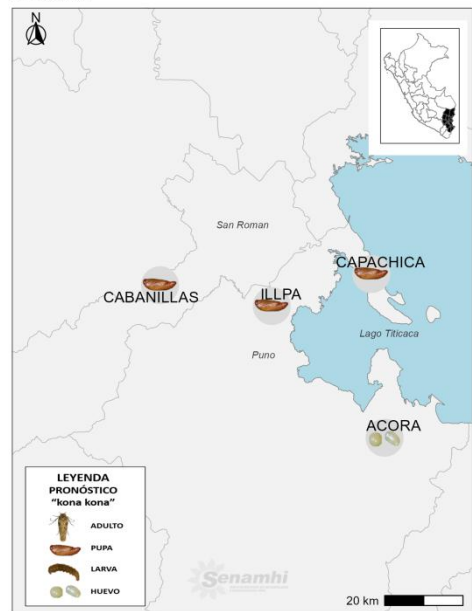 N
San Roman
CAPACHICA
CABANILLAS
ILLPA
Lago Titicaca
Puno
ACORA
LEYENDA
PRONÓSTICO
"kona kona"
ADULTO
PUPA
LARVA
HUEVO
Senamhi
20 km